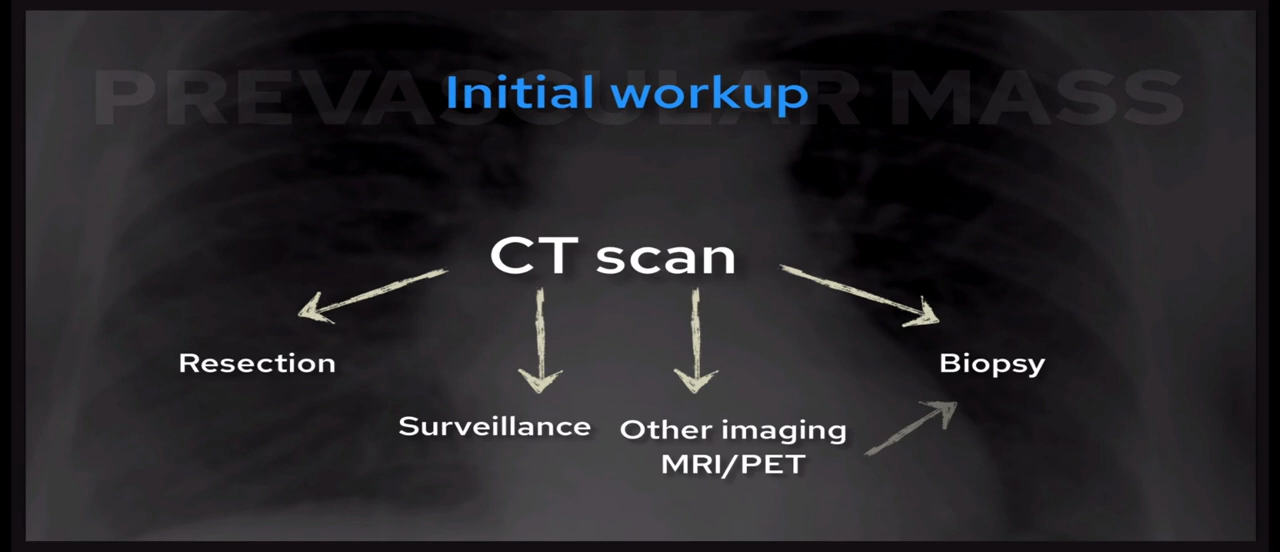 PREVASCULAR MASS
Initial workup
CT scan
Resection
Biopsy
Surveillance
Other imaging
MRI/PET